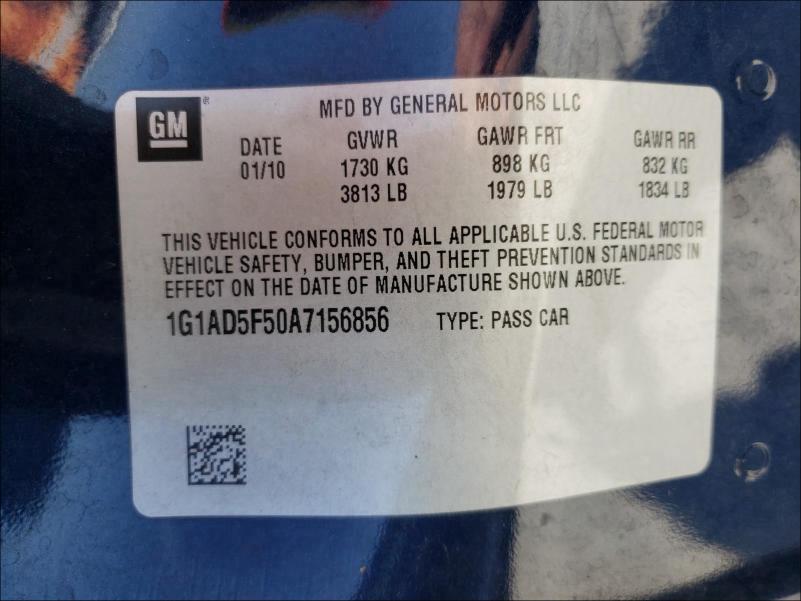 GM ® MFD BY GENERAL MOTORS LLC
DATE GVWR GAWR FRT GAWR RR
01/10 1730 KG 898 KG 832 KG
3813 LB 1979 LB 1834 LB
THIS VEHICLE CONFORMS TO ALL APPLICABLE U.S. FEDERAL MOTOR
VEHICLE SAFETY, BUMPER, AND THEFT PREVENTION STANDARDS IN
EFFECT ON THE DATE OF MANUFACTURE SHOWN ABOVE.
1G1AD5F50A7156856 TYPE: PASS CAR